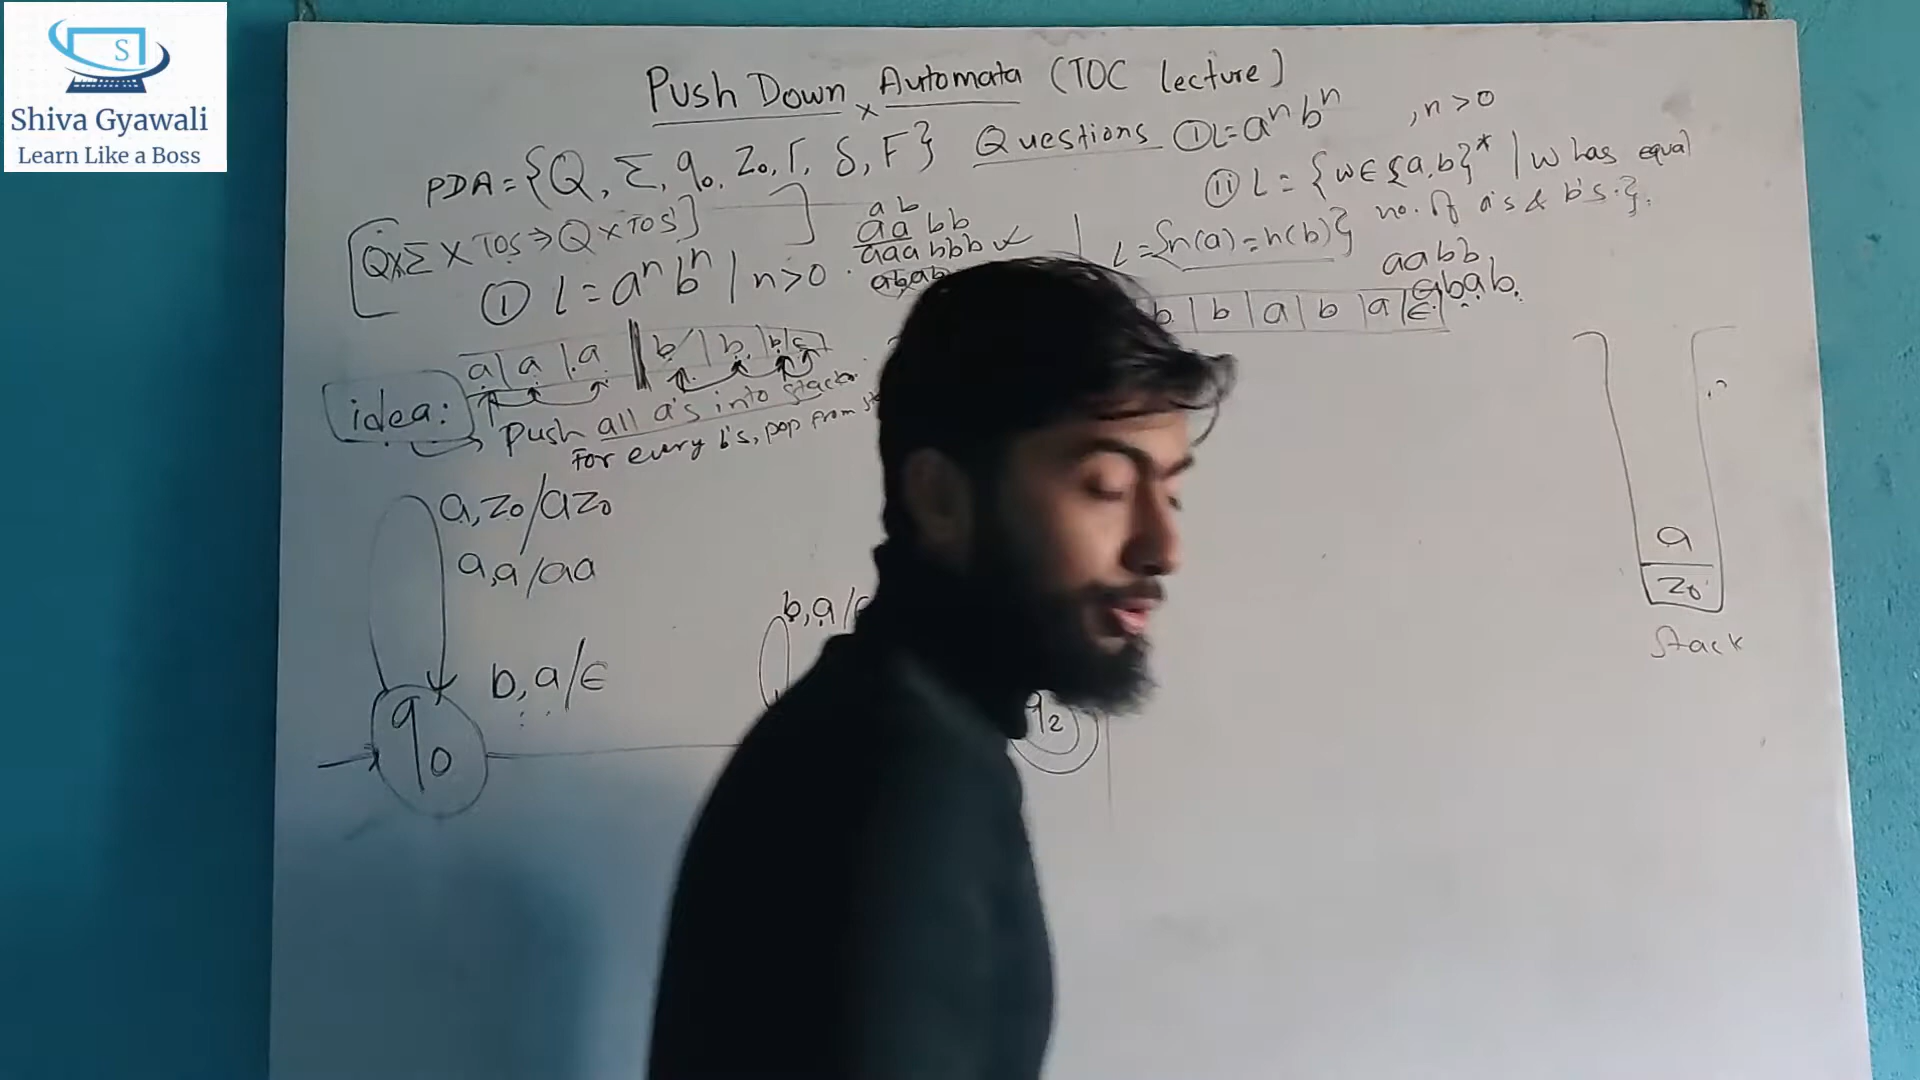 S
Shiva Gyawali
Learn Like a Boss
Push Down Automata (TOC lecture)
x
PDA = {Q, Σ, q0, Z0, Γ, δ, F}
Questions
① L = a^n b^n , n > 0
② L = {w ∈ {a,b}* | w has equal
no. of a's & b's.}
[Q x Σ x TOS ⇒ Q x TOS]
① L = a^n b^n | n > 0
ab
aabb
aaabbb ✓
abab
L = {n(a) = n(b)}
aabb
abab
a | a | a | b | b | b | ε
b | b | a | b | a | ε
idea:
Push all a's into stack.
For every b's, pop from
a, z0/az0
a, a/aa
b, a/ε
b, a/
q0
q2
a
z0
Stack